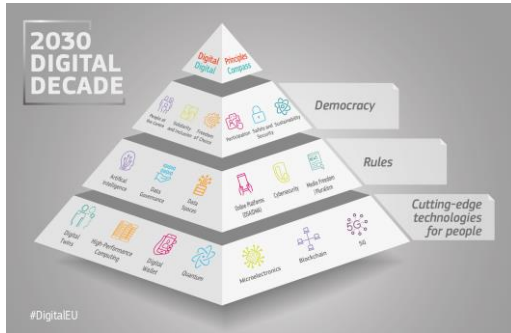 2030
DIGITAL
DECADE
Digital Principles
Digital Compass
Democracy
People at
the Centre
Solidarity
and Inclusion
Freedom
of Choice
Participation
Safety and
Security
Sustainability
Rules
Artificial
Intelligence
Data
Governance
Data
Spaces
Online Platforms
(DSA/DMA)
Cybersecurity
Media Freedom
/ Pluralism
Cutting-edge
technologies
for people
Digital
Twins
High-Performance
Computing
Digital
Wallet
Quantum
Microelectronics
Blockchain
5G
5G
#DigitalEU